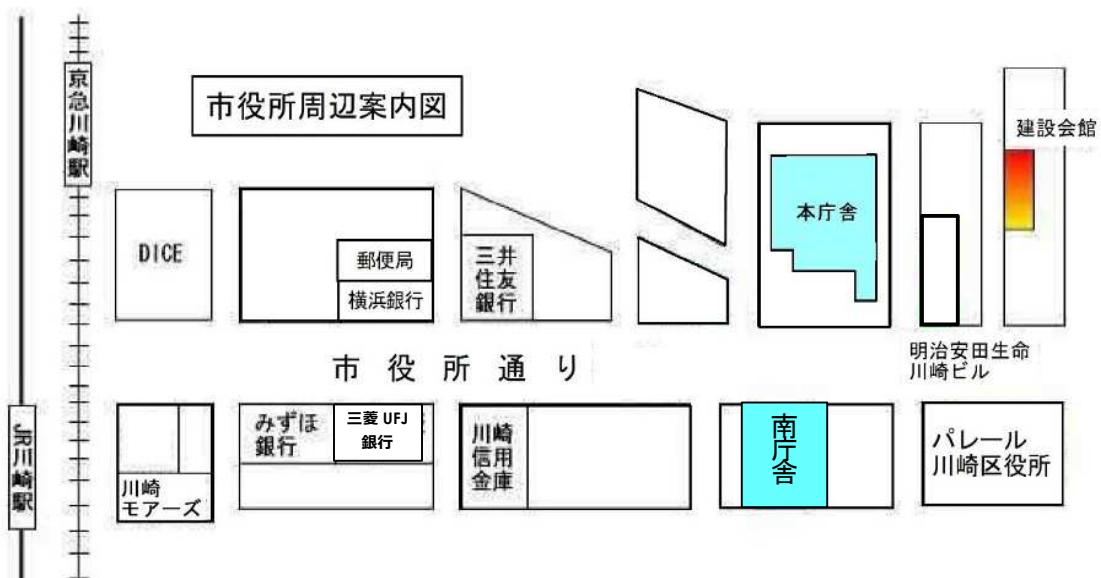 市役所周辺案内図
京急川崎駅
JR川崎駅
DICE
郵便局
横浜銀行
三井
住友
銀行
本庁舎
建設会館
明治安田生命
川崎ビル
市役所通り
川崎
モアーズ
みずほ
銀行
三菱 UFJ
銀行
川崎
信用
金庫
南庁舎
パレール
川崎区役所